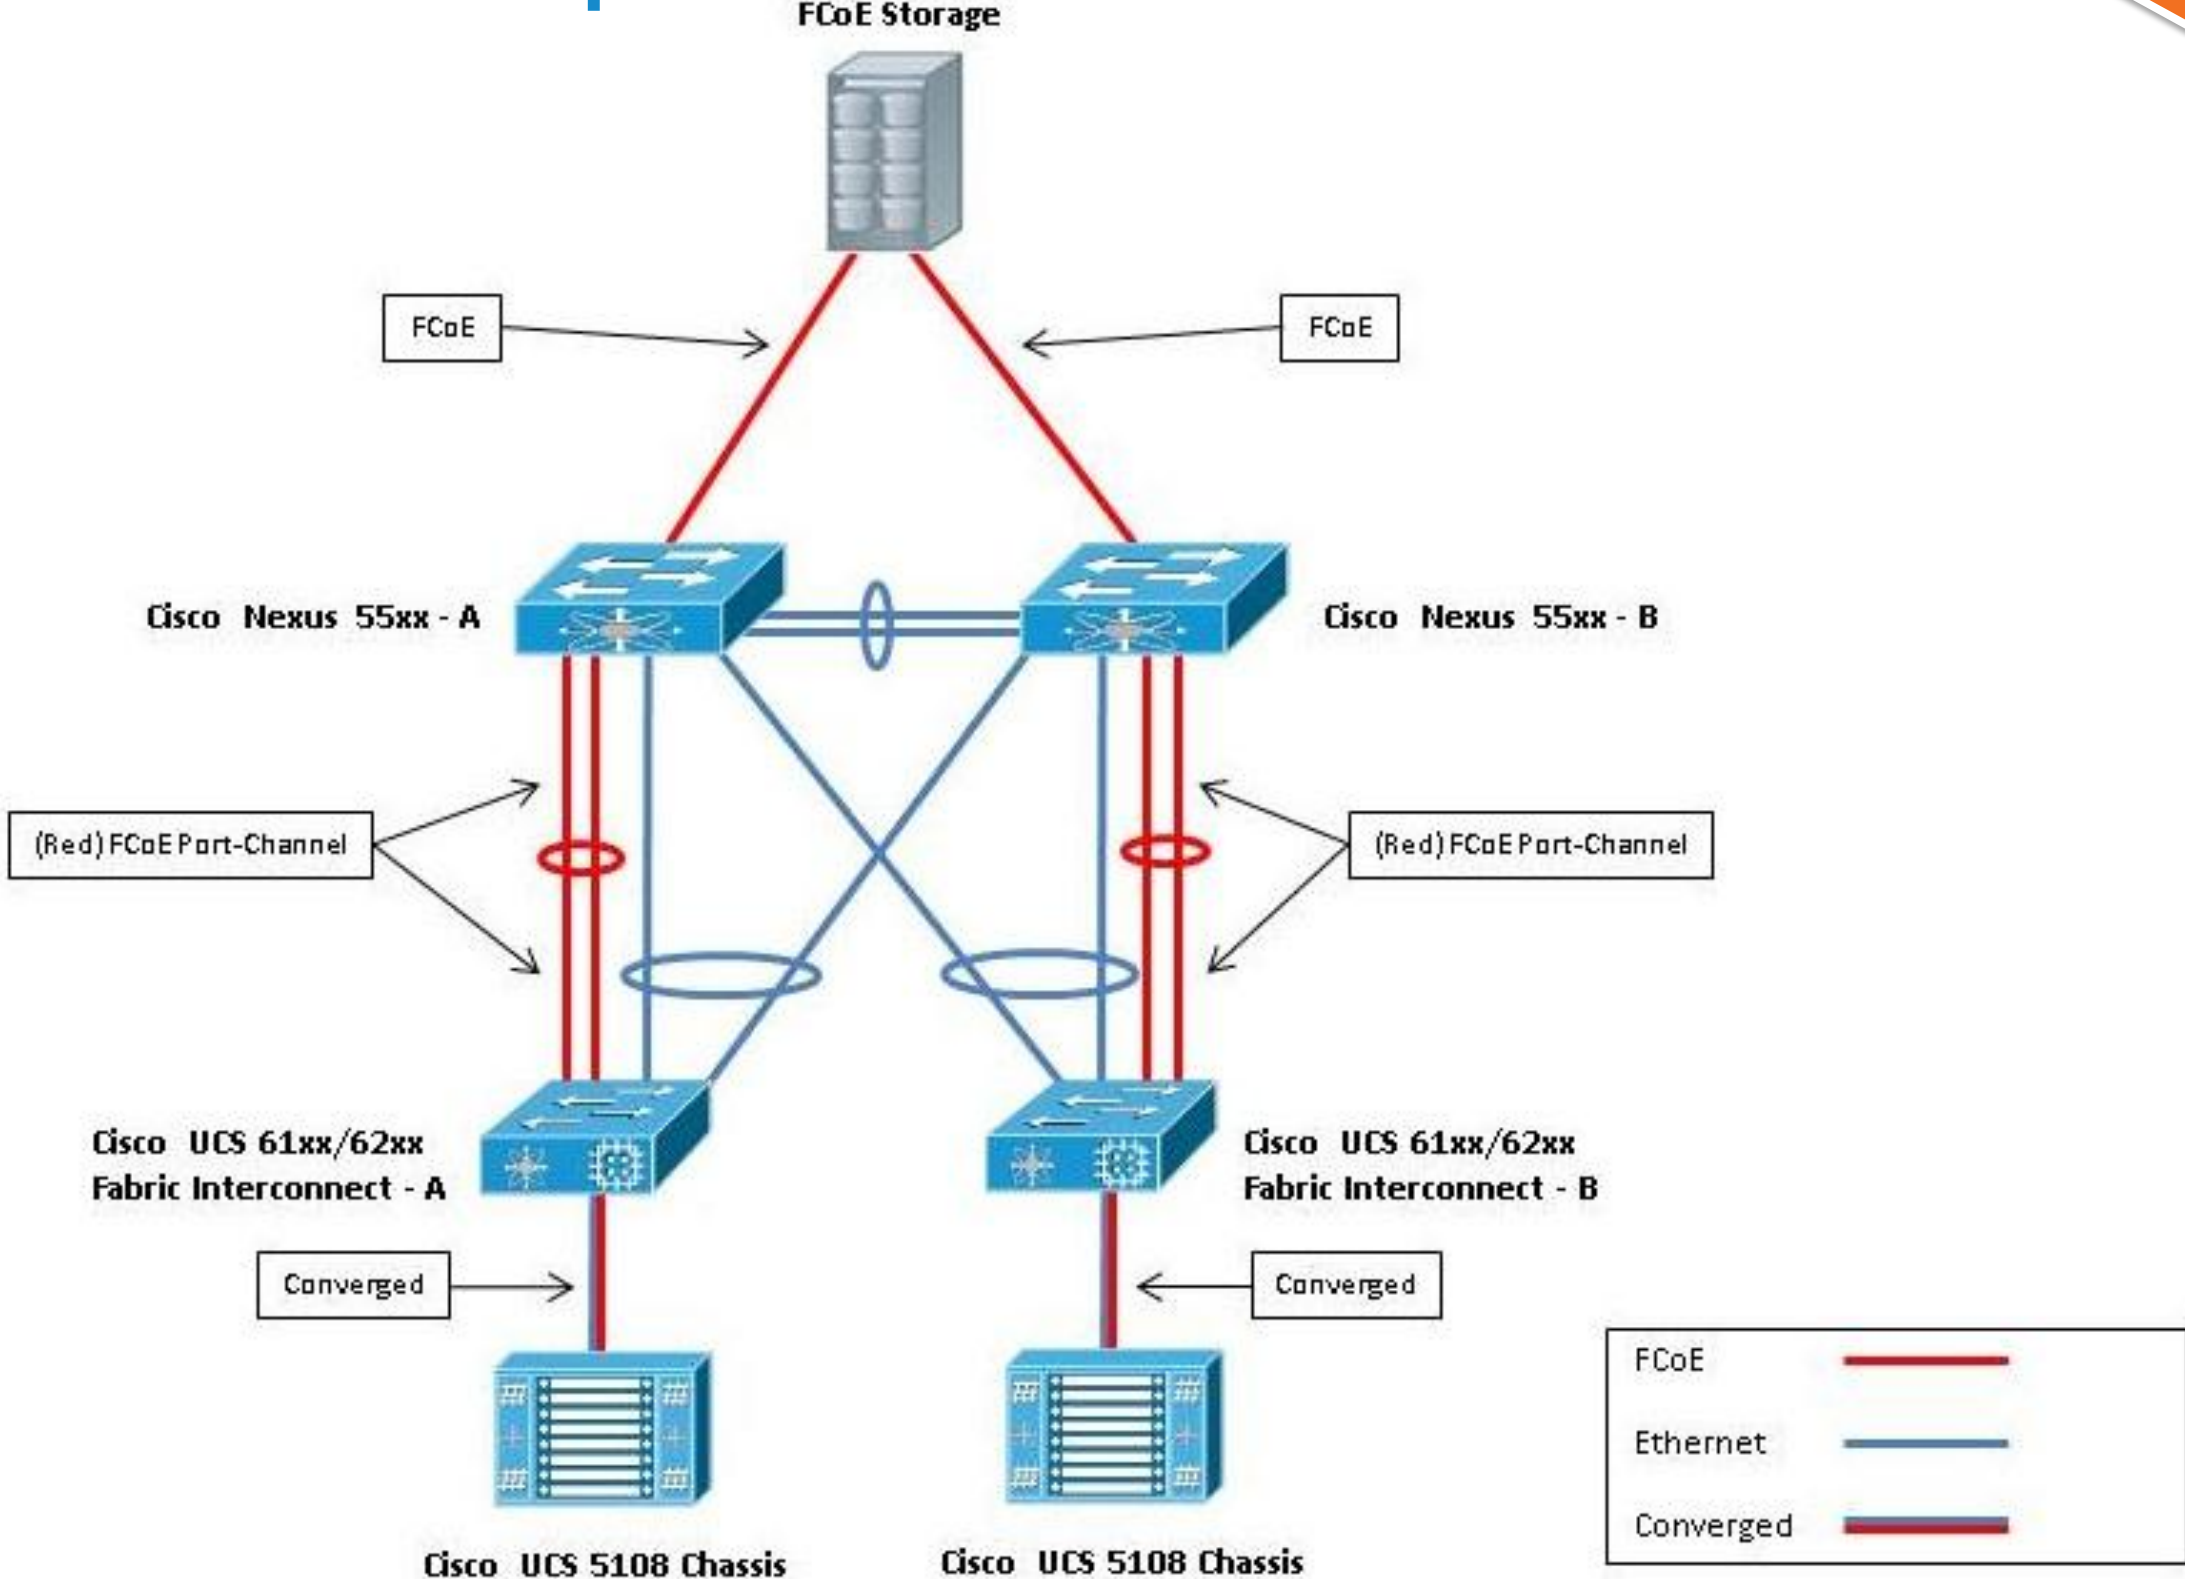 FCoE Storage
FCoE
FCoE
Cisco Nexus 55xx - A
Cisco Nexus 55xx - B
(Red) FCoE Port-Channel
(Red) FCoE Port-Channel
Cisco UCS 61xx/62xx
Fabric Interconnect - A
Cisco UCS 61xx/62xx
Fabric Interconnect - B
Converged
Converged
FCoE
Ethernet
Converged
Cisco UCS 5108 Chassis
Cisco UCS 5108 Chassis